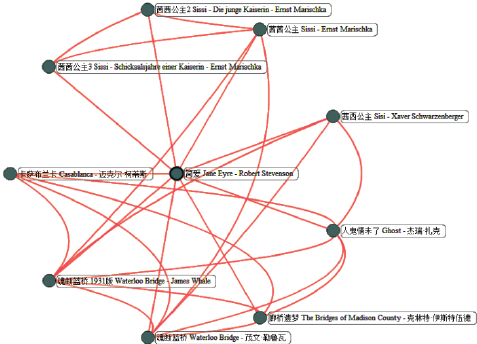 茜茜公主2 Sissi - Die junge Kaiserin - Ernst Marischka
茜茜公主 Sissi - Ernst Marischka
茜茜公主3 Sissi - Schicksalsjahre einer Kaiserin - Ernst Marischka
茜茜公主 Sisi - Xaver Schwarzenberger
卡萨布兰卡 Casablanca - 迈克尔·柯蒂斯
简爱 Jane Eyre - Robert Stevenson
人鬼情未了 Ghost - 杰瑞·扎克
魂断蓝桥 1931版 Waterloo Bridge - James Whale
廊桥遗梦 The Bridges of Madison County - 克林特·伊斯特伍德
魂断蓝桥 Waterloo Bridge - 茂文·勒鲁瓦